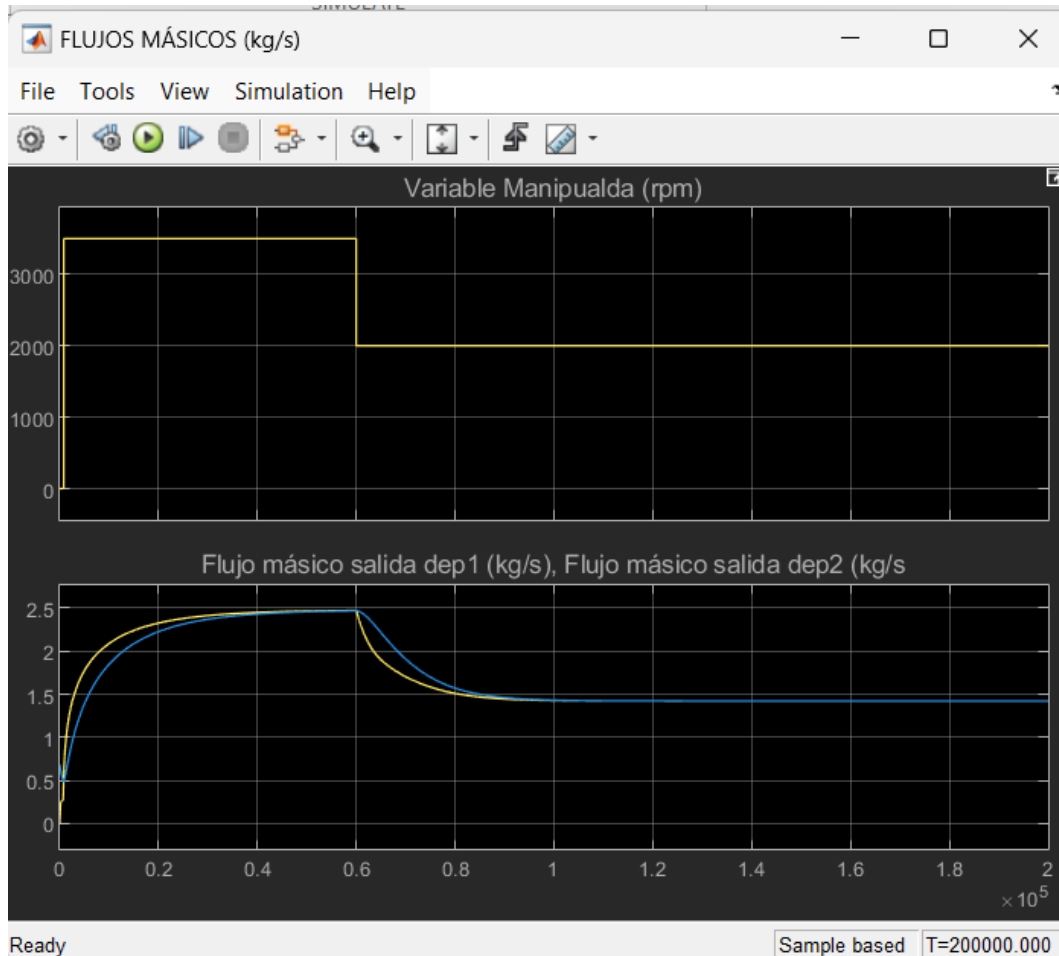 SIMULATE
FLUJOS MÁSICOS (kg/s)
File Tools View Simulation Help
Variable Manipualda (rpm)
3000
2000
1000
0
Flujo másico salida dep1 (kg/s), Flujo másico salida dep2 (kg/s
2.5
2
1.5
1
0.5
0
0 0.2 0.4 0.6 0.8 1 1.2 1.4 1.6 1.8 2
×10⁵
Ready Sample based T=200000.000